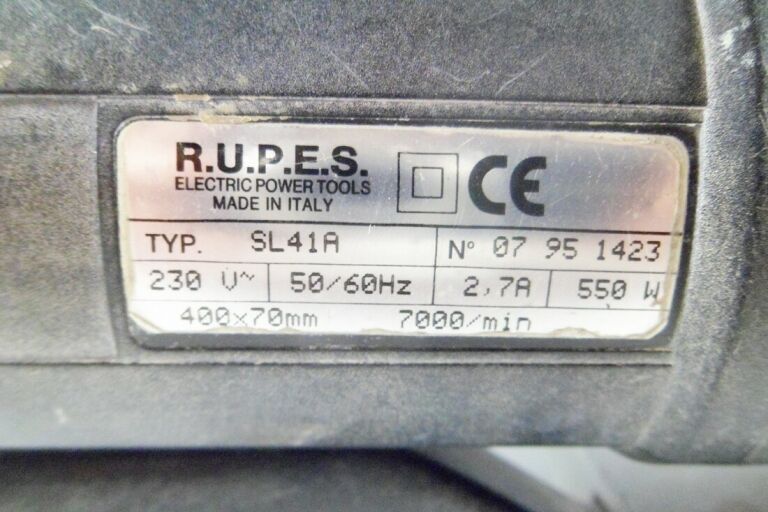 R.U.P.E.S.
ELECTRIC POWER TOOLS
MADE IN ITALY
CE
TYP. SL41A
N° 07 95 1423
230 V~ 50/60Hz 2,7A 550 W
400x70mm 7000/min